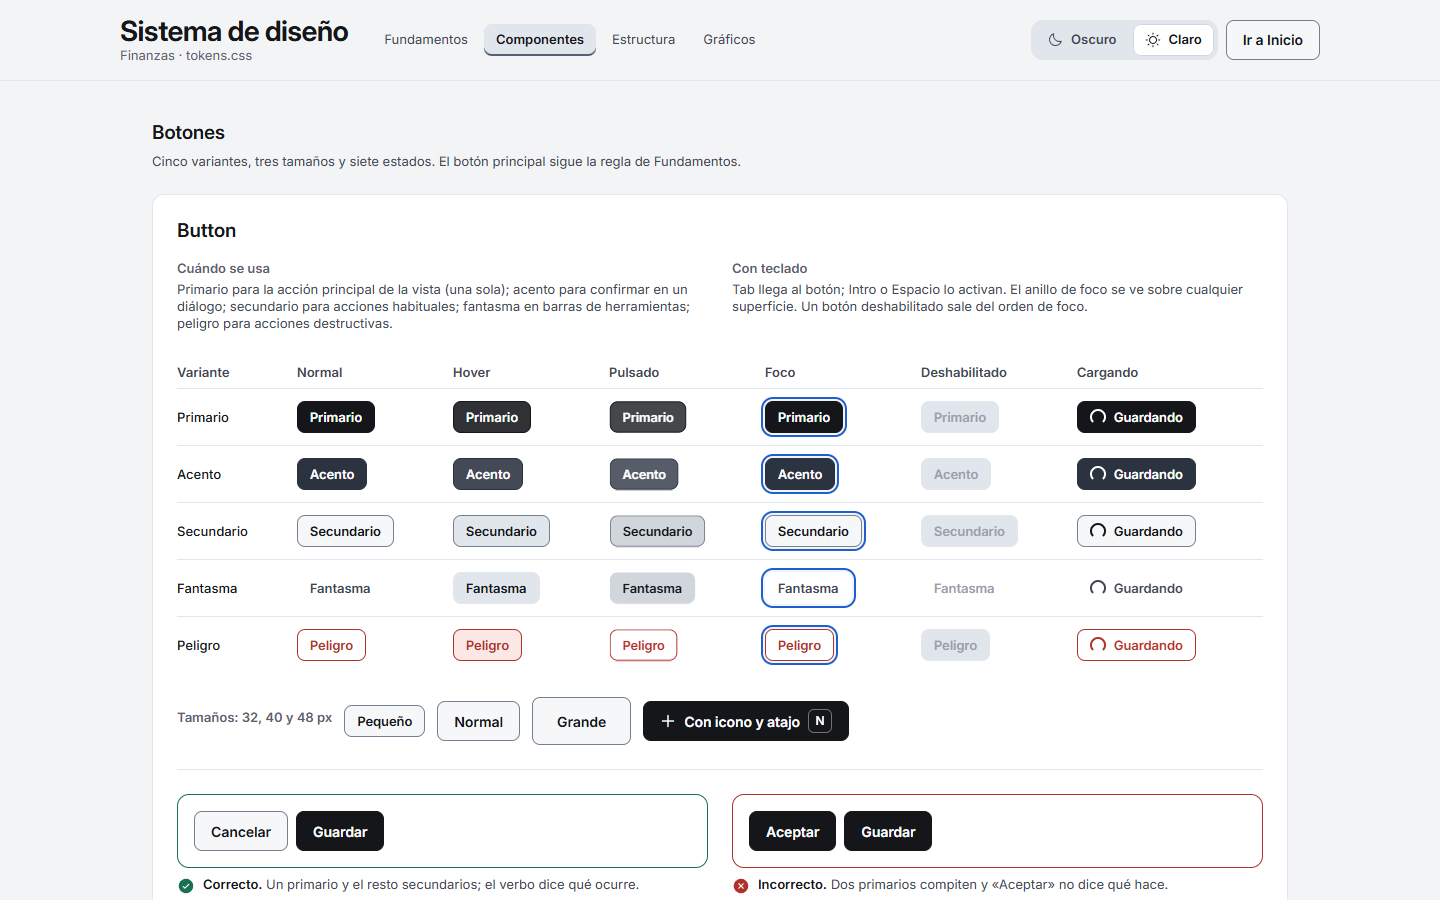 Sistema de diseño
Finanzas · tokens.css
Fundamentos
Componentes
Estructura
Gráficos
Oscuro
Claro
Ir a Inicio
Botones
Cinco variantes, tres tamaños y siete estados. El botón principal sigue la regla de Fundamentos.
Button
Cuándo se usa
Primario para la acción principal de la vista (una sola); acento para confirmar en un
diálogo; secundario para acciones habituales; fantasma en barras de herramientas;
peligro para acciones destructivas.
Con teclado
Tab llega al botón; Intro o Espacio lo activan. El anillo de foco se ve sobre cualquier
superficie. Un botón deshabilitado sale del orden de foco.
Variante Normal Hover Pulsado Foco Deshabilitado Cargando
Primario Primario Primario Primario Primario Primario Guardando
Acento Acento Acento Acento Acento Acento Guardando
Secundario Secundario Secundario Secundario Secundario Secundario Guardando
Fantasma Fantasma Fantasma Fantasma Fantasma Fantasma Guardando
Peligro Peligro Peligro Peligro Peligro Peligro Guardando
Tamaños: 32, 40 y 48 px Pequeño Normal Grande Con icono y atajo N
Cancelar Guardar
Correcto. Un primario y el resto secundarios; el verbo dice qué ocurre.
Aceptar Guardar
Incorrecto. Dos primarios compiten y «Aceptar» no dice qué hace.